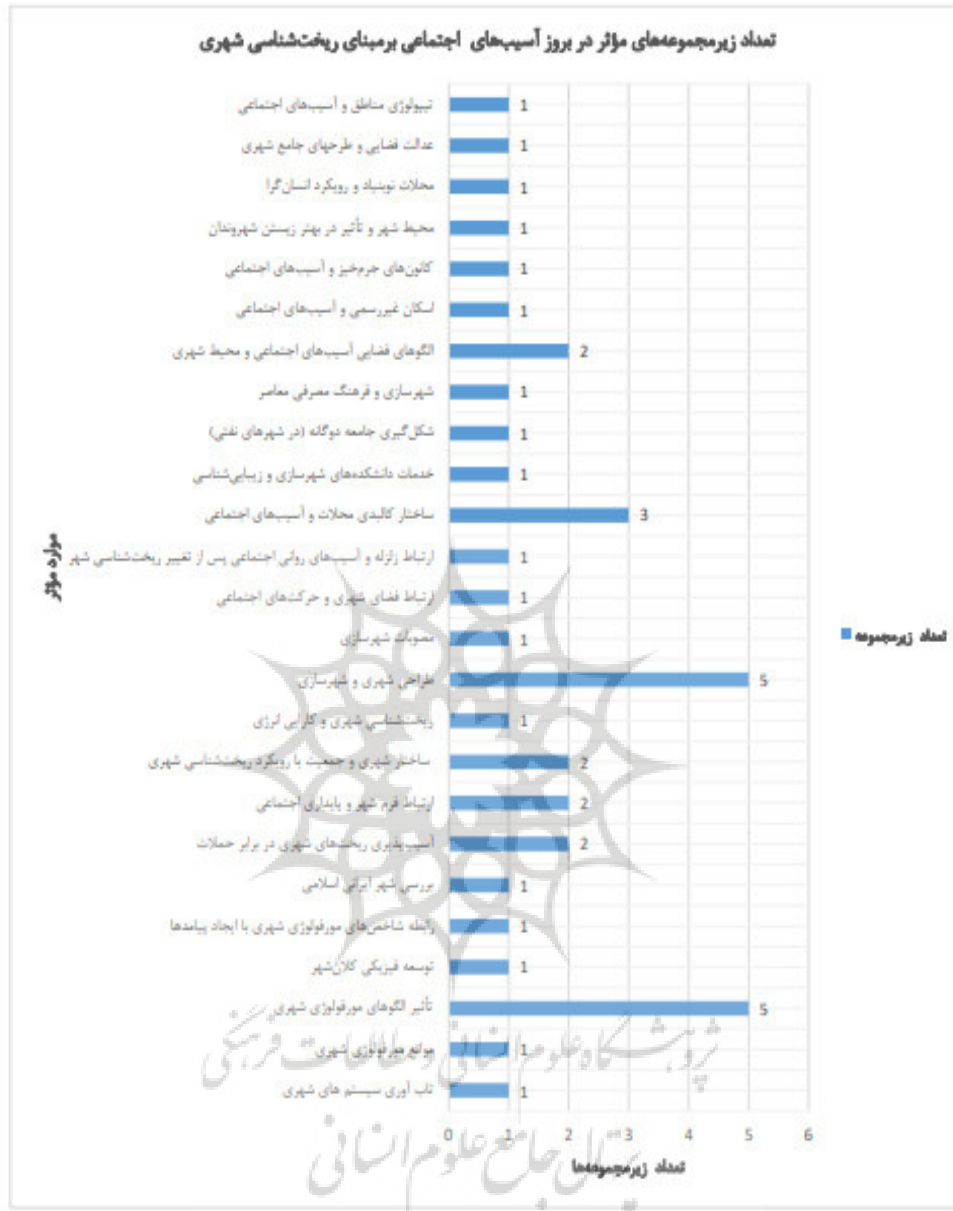 تعداد زیرمجموعه‌های مؤثر در بروز آسیب‌های اجتماعی برمبنای ریخت‌شناسی شهری
تیپولوژی مناطق و آسیب‌های اجتماعی 1
عدالت فضایی و طرحهای جامع شهری 1
محلات نوبنیاد و رویکرد انسان‌گرا 1
محیط شهر و تأثیر در بهتر زیستن شهروندان 1
کانون‌های جرم‌خیز و آسیب‌های اجتماعی 1
اسکان غیررسمی و آسیب‌های اجتماعی 1
الگوهای فضایی آسیب‌های اجتماعی و محیط شهری 2
شهرسازی و فرهنگ مصرفی معاصر 1
شکل‌گیری جامعه دوگانه (در شهرهای نفتی) 1
خدمات دانشکده‌های شهرسازی و زیبایی‌شناسی 1
ساختار کالبدی محلات و آسیب‌های اجتماعی 3
ارتباط زلزله و آسیب‌های روانی اجتماعی پس از تغییر ریخت‌شناسی شهر 1
ارتباط فضای شهری و حرکت‌های اجتماعی 1
مصوبات شهرسازی 1
طراحی شهری و شهرسازی 5
ریخت‌شناسی شهری و کارایی انرژی 1
ساختار شهری و جمعیت با رویکرد ریخت‌شناسی شهری 2
ارتباط فرم شهر و پایداری اجتماعی 2
آسیب‌پذیری ریخت‌های شهری در برابر حملات 2
بررسی شهر ایرانی اسلامی 1
رابطه شاخص‌های مورفولوژی شهری با ایجاد پیامدها 1
توسعه فیزیکی کلان‌شهر 1
تأثیر الگوهای مورفولوژی شهری 5
موانع مورفولوژی شهری 1
تاب آوری سیستم های شهری 1
موارد مؤثر
تعداد زیرمجموعه
0 1 2 3 4 5 6
تعداد زیرمجموعه‌ها
پژوهشگاه علوم انسانی و مطالعات فرهنگی
پرتال جامع علوم انسانی